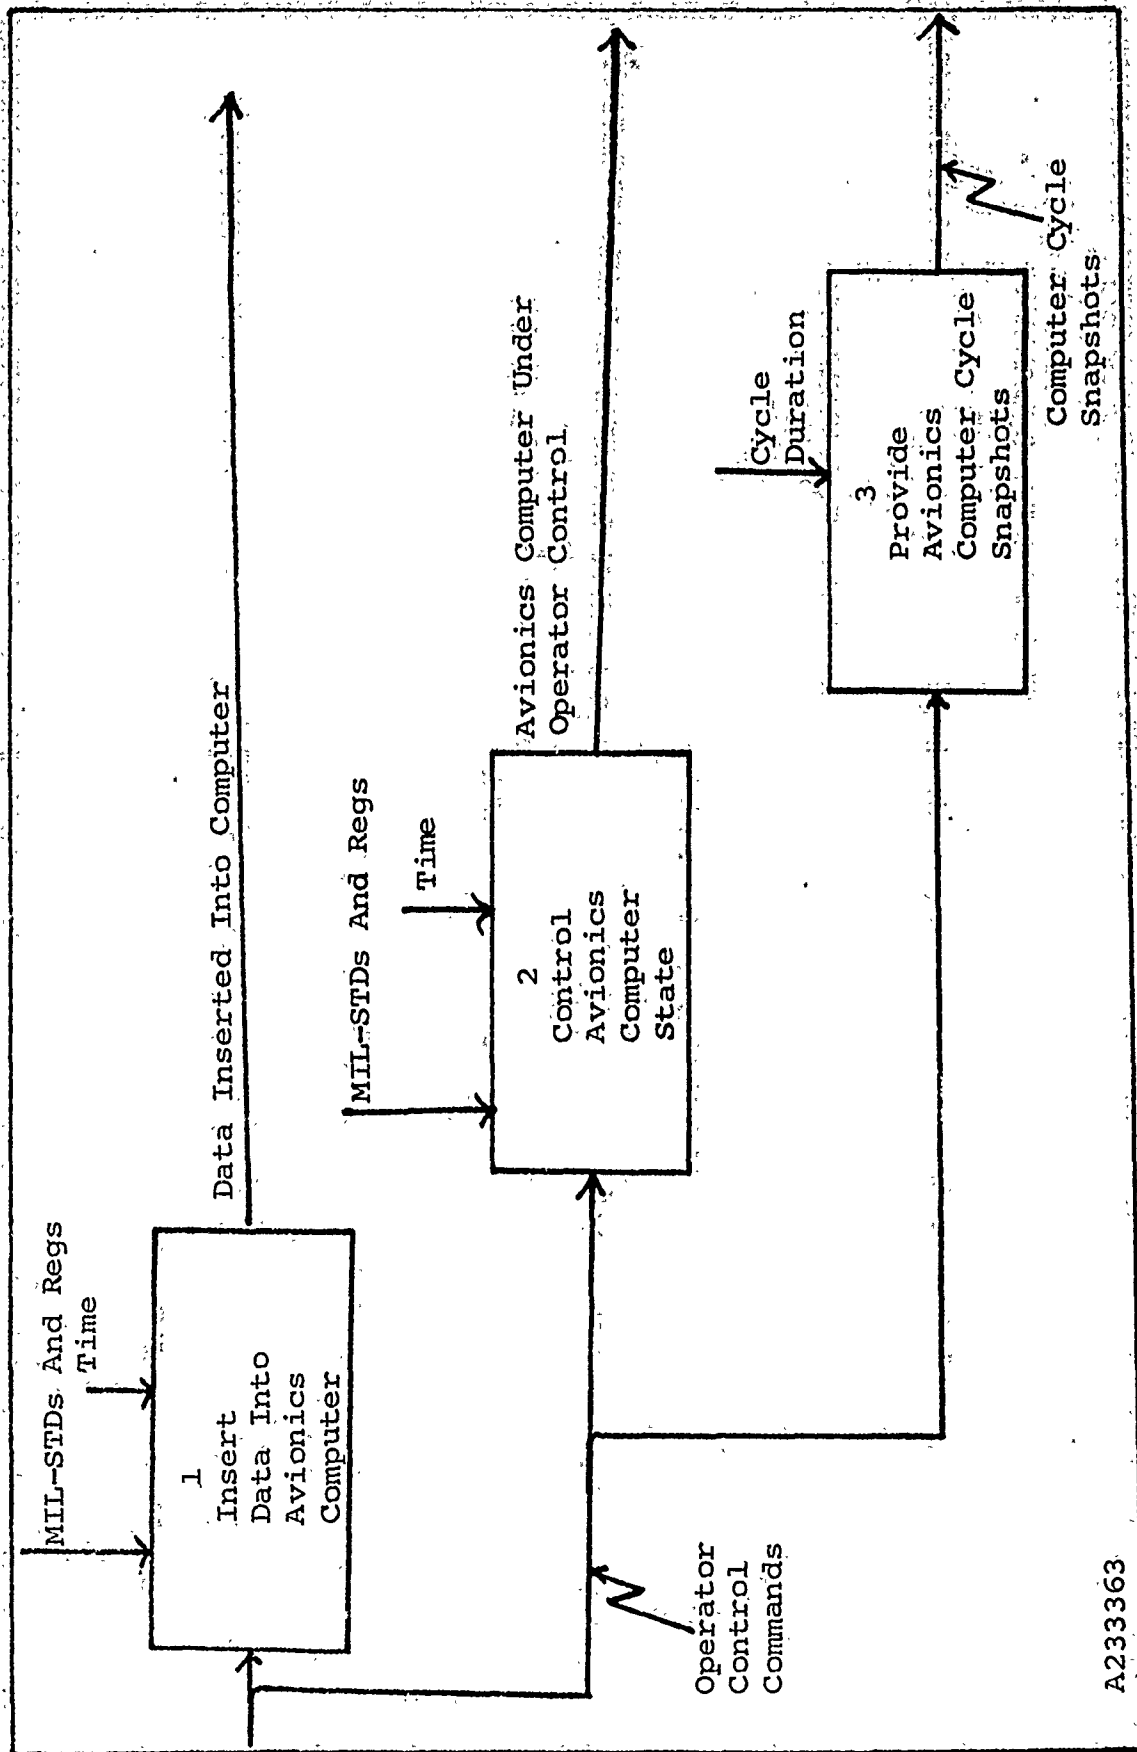 MIL-STDs And Regs
Time
1
Insert
Data Into
Avionics
Computer
Data Inserted Into Computer
MIL-STDs And Regs
Time
2
Control
Avionics
Computer
State
Avionics Computer Under
Operator Control
Operator
Control
Commands
Cycle
Duration
3
Provide
Avionics
Computer Cycle
Snapshots
Computer Cycle
Snapshots
A233363